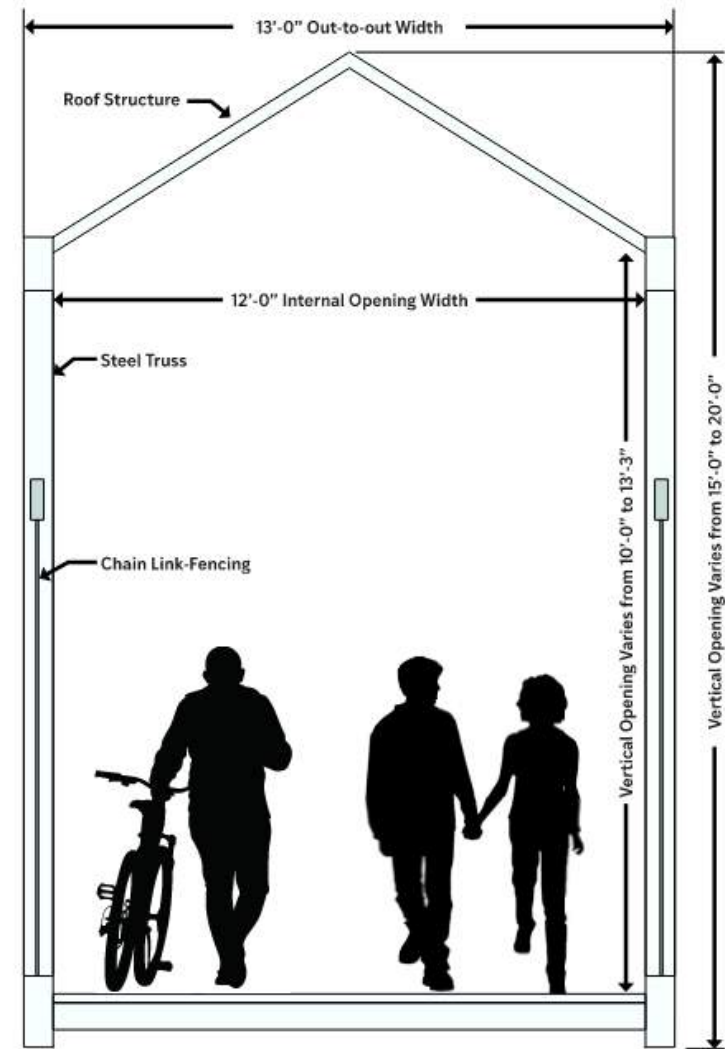 13'-0” Out-to-out Width
Roof Structure
12'-0” Internal Opening Width
Steel Truss
Vertical Opening Varies from 10'-0” to 13'-3”
Vertical Opening Varies from 15'-0” to 20'-0”
Chain Link-Fencing